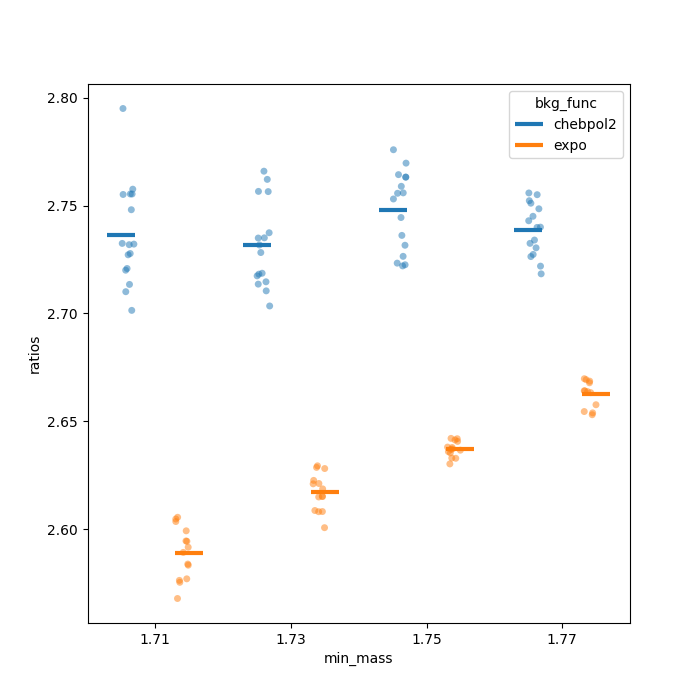 bkg_func
chebpol2
expo
2.80
2.75
2.70
2.65
2.60
ratios
1.71 1.73 1.75 1.77
min_mass